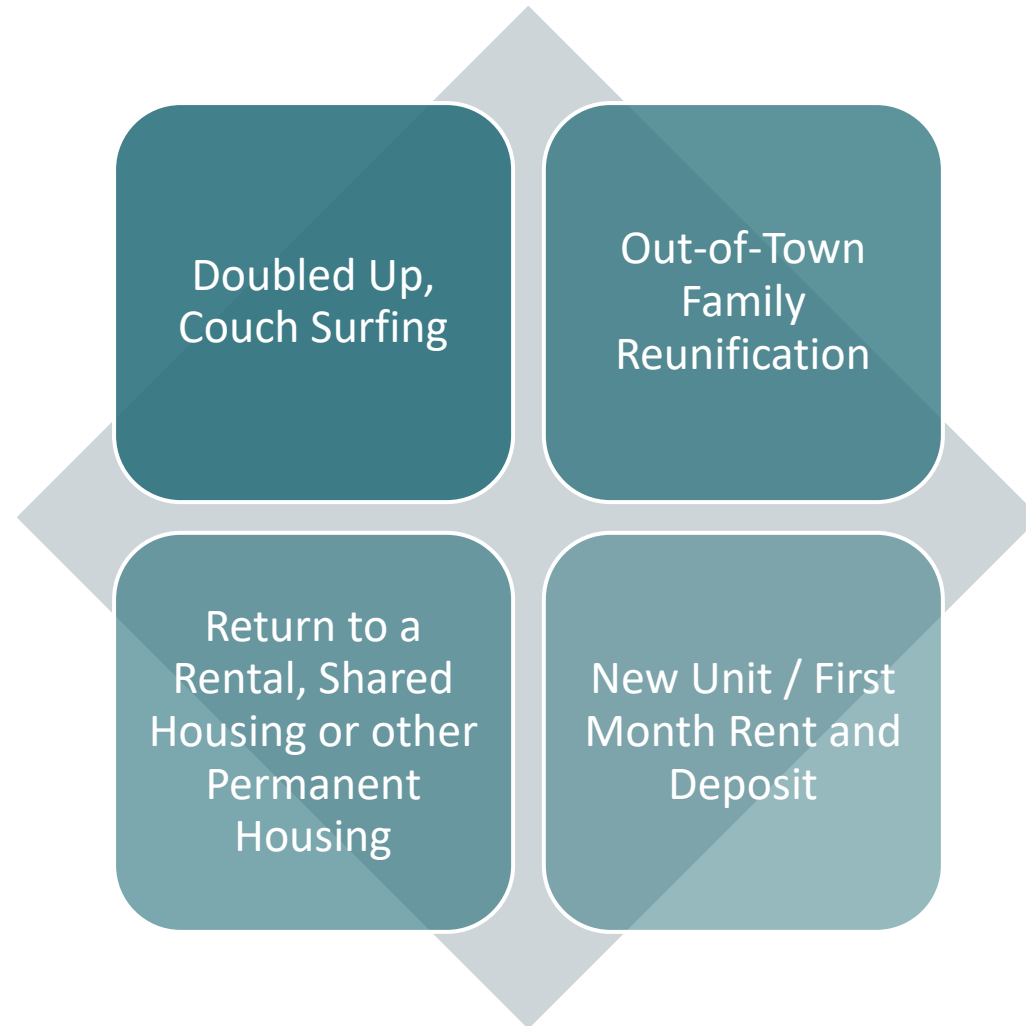 Doubled Up,
Couch Surfing
Out-of-Town
Family
Reunification
Return to a
Rental, Shared
Housing or other
Permanent
Housing
New Unit / First
Month Rent and
Deposit